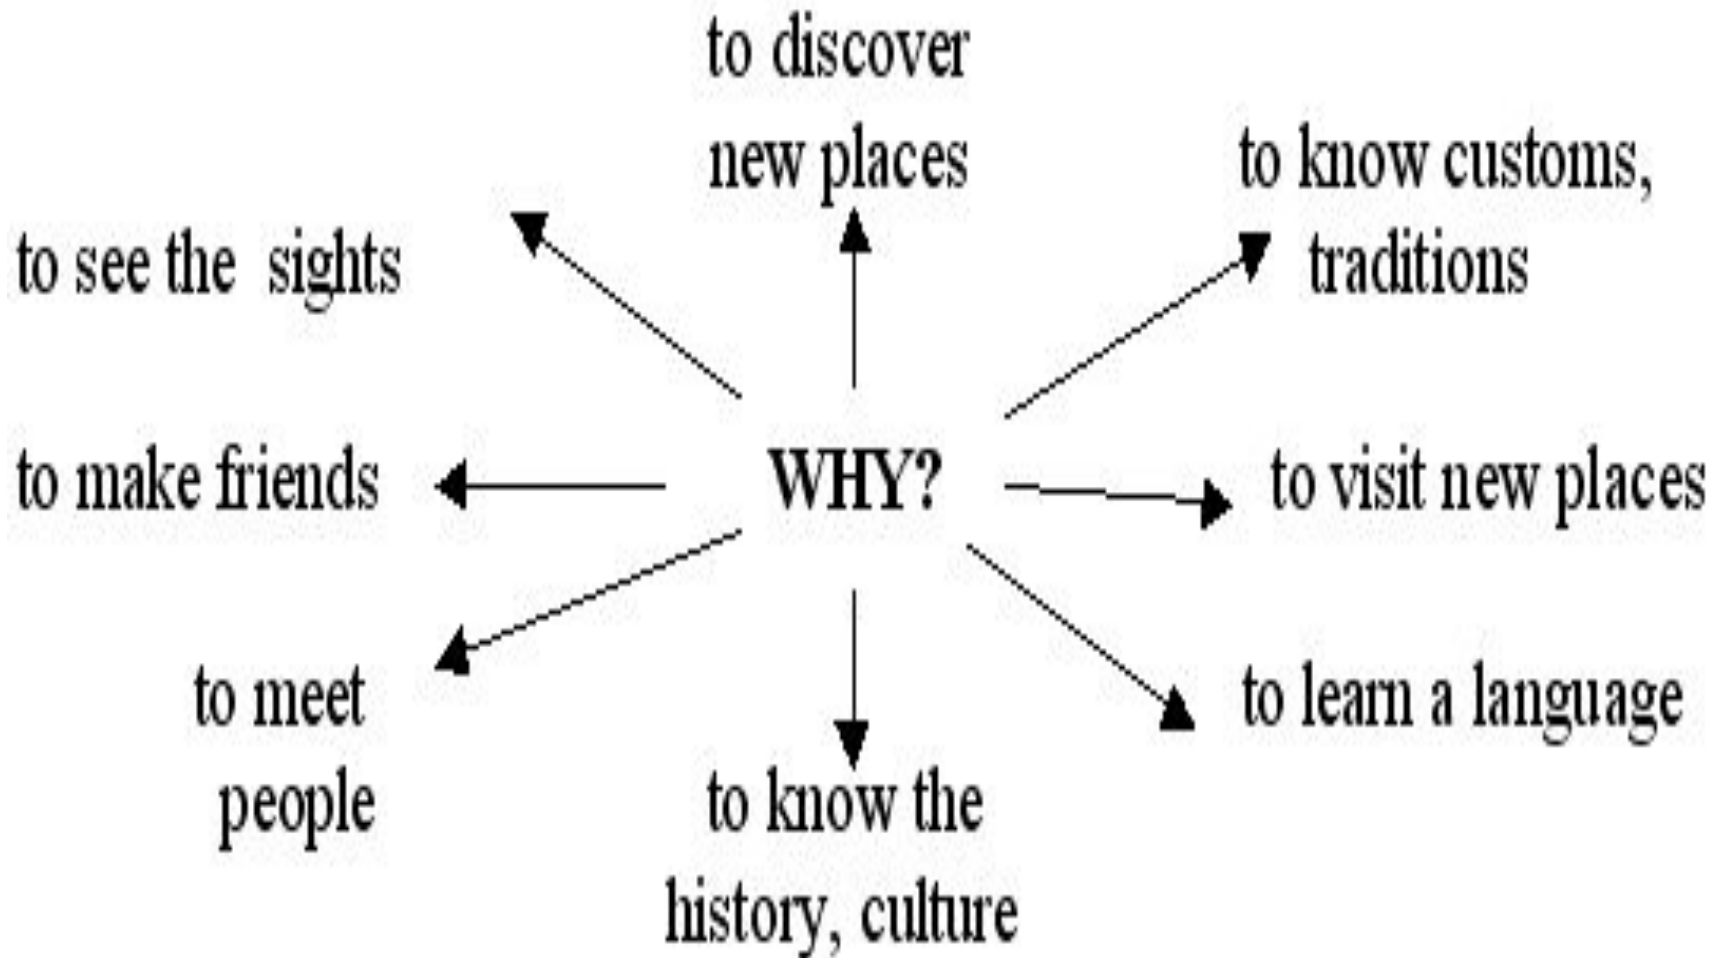 to discover
new places
to know customs,
traditions
to see the sights
to make friends
WHY?
to visit new places
to meet
people
to learn a language
to know the
history, culture